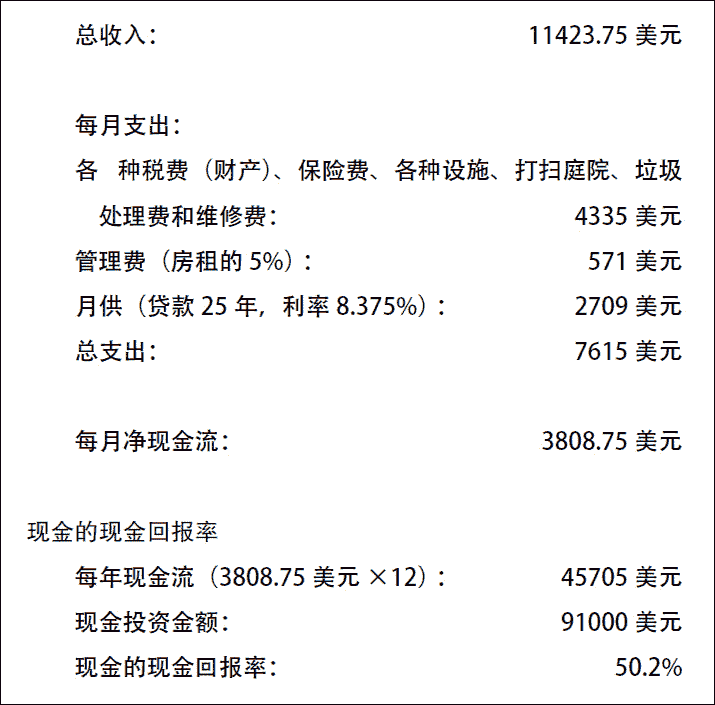 总收入： 11423.75 美元
每月支出：
各 种税费（财产）、保险费、各种设施、打扫庭院、垃圾
处理费和维修费： 4335 美元
管理费（房租的 5%）： 571 美元
月供（贷款 25 年，利率 8.375%）： 2709 美元
总支出： 7615 美元
每月净现金流： 3808.75 美元
现金的现金回报率
每年现金流（3808.75 美元 ×12）： 45705 美元
现金投资金额： 91000 美元
现金的现金回报率： 50.2%